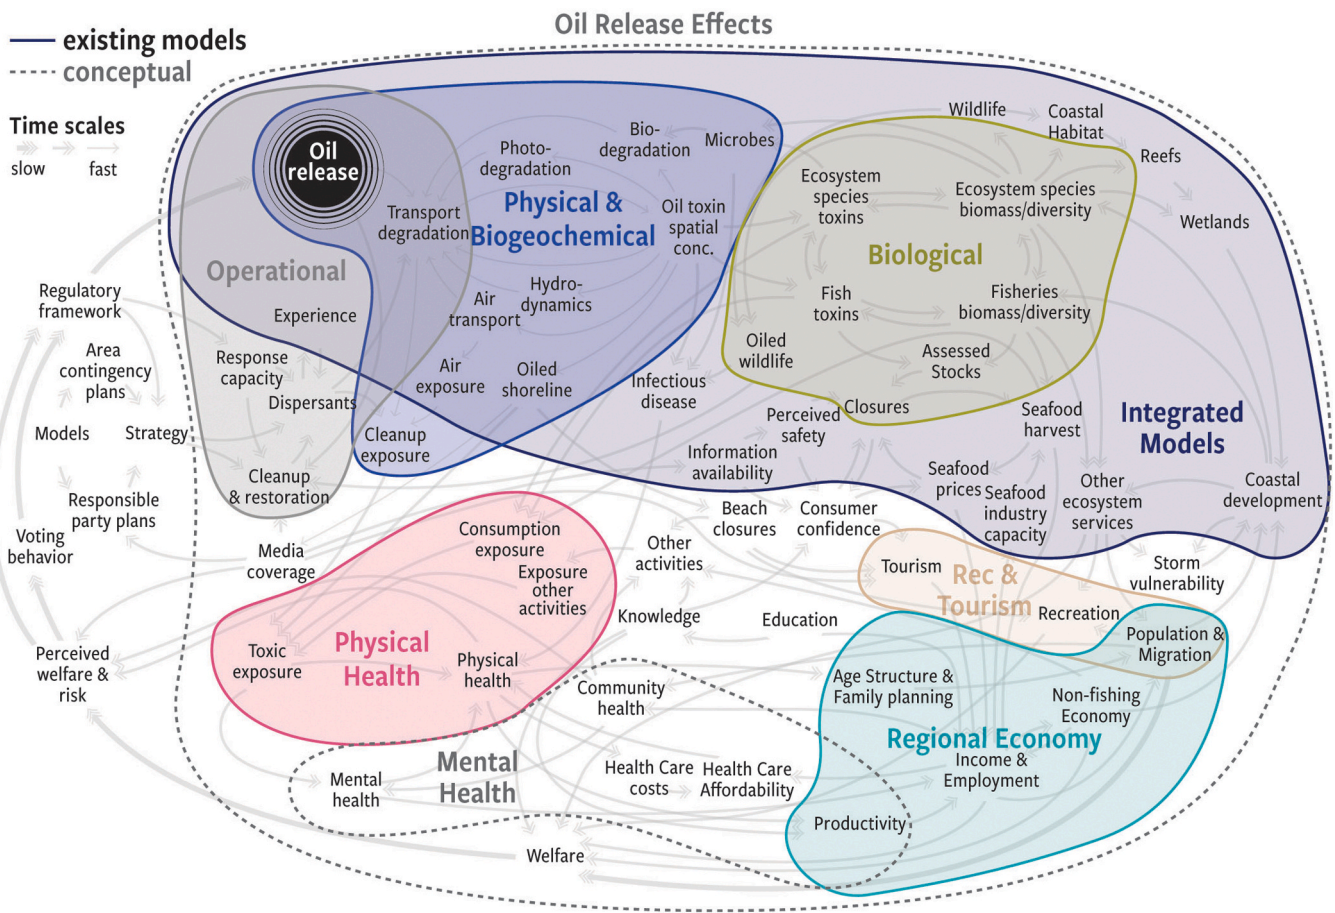 Oil Release Effects
existing models
conceptual
Time scales
slow
fast
Oil
release
Operational
Experience
Response
capacity
Dispersants
Cleanup
& restoration
Transport
degradation
Photo-
degradation
Bio-
degradation
Microbes
Physical &
Biogeochemical
Oil toxin
spatial
conc.
Hydro-
dynamics
Air
transport
Air
exposure
Oiled
shoreline
Cleanup
exposure
Infectious
disease
Wildlife
Coastal
Habitat
Reefs
Wetlands
Ecosystem
species
toxins
Ecosystem species
biomass/diversity
Biological
Fish
toxins
Fisheries
biomass/diversity
Oiled
wildlife
Assessed
Stocks
Closures
Perceived
safety
Information
availability
Seafood
harvest
Integrated
Models
Seafood
prices
Seafood
industry
capacity
Other
ecosystem
services
Coastal
development
Regulatory
framework
Area
contingency
plans
Models
Strategy
Responsible
party plans
Voting
behavior
Perceived
welfare &
risk
Media
coverage
Consumption
exposure
Exposure
other
activities
Physical
Health
Toxic
exposure
Physical
health
Beach
closures
Consumer
confidence
Other
activities
Knowledge
Education
Tourism
Rec &
Tourism
Recreation
Storm
vulnerability
Population &
Migration
Age Structure &
Family planning
Non-fishing
Economy
Regional Economy
Income &
Employment
Productivity
Community
health
Mental
Health
Mental
health
Health Care
costs
Health Care
Affordability
Welfare